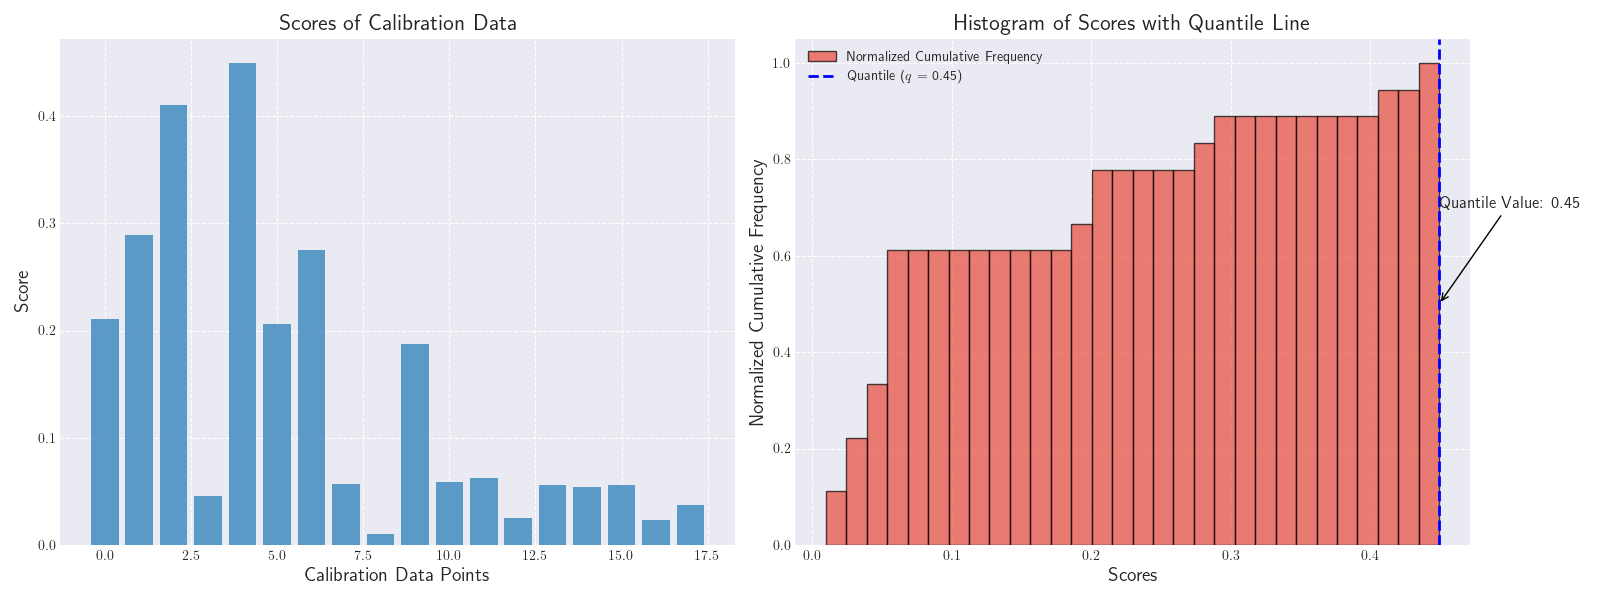 Scores of Calibration Data
Score
0.4
0.3
0.2
0.1
0.0
0.0 2.5 5.0 7.5 10.0 12.5 15.0 17.5
Calibration Data Points
Histogram of Scores with Quantile Line
Normalized Cumulative Frequency
Quantile (q = 0.45)
Normalized Cumulative Frequency
1.0
0.8
0.6
0.4
0.2
0.0
Quantile Value: 0.45
0.0 0.1 0.2 0.3 0.4
Scores